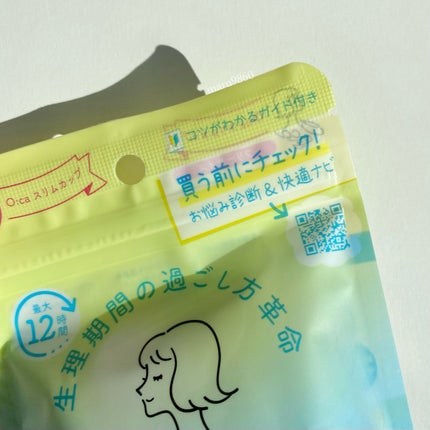 コツがわかるガイド付き
O:ca スリムカップ
買う前にチェック!
お悩み診断&快適ナビ
最大
12時間
生理期間の過ごし方革命